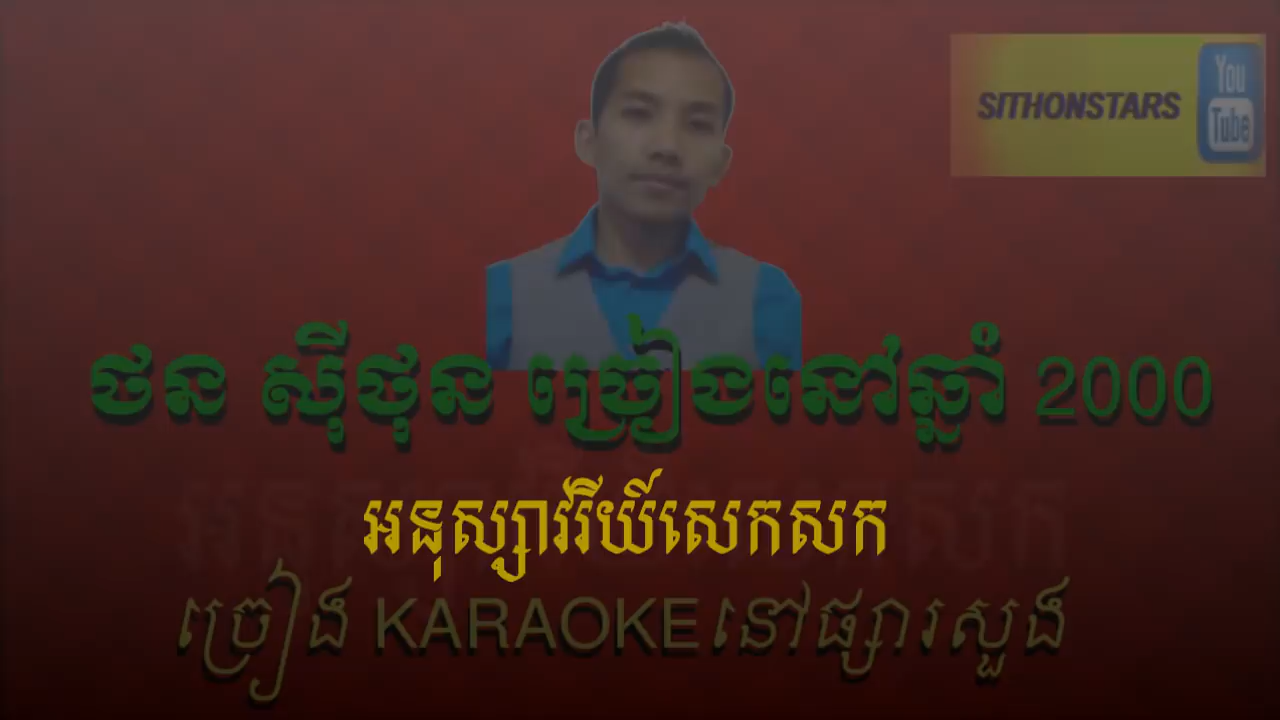 SITHONSTARS
You
Tube
ថន ស៊ីថុន ច្រៀងនៅឆ្នាំ 2000
អនុស្សាវរីយ៍សេកសក
ច្រៀង KARAOKE នៅផ្សារសួង